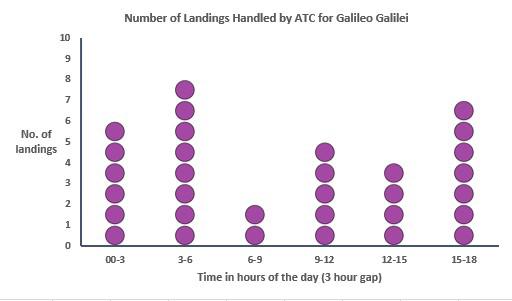 Number of Landings Handled by ATC for Galileo Galilei
10
9
8
7
6
5
4
3
2
1
0
No. of
landings
00-3 3-6 6-9 9-12 12-15 15-18
Time in hours of the day (3 hour gap)